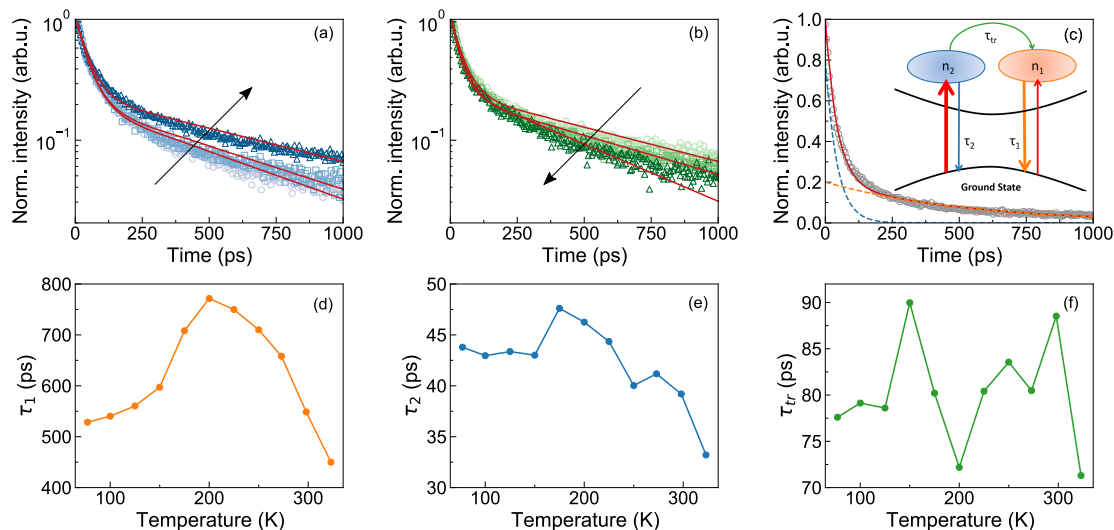 (a)
Norm. intensity (arb.u.)
10⁰
10⁻¹
0 250 500 750 1000
Time (ps)
(b)
Norm. intensity (arb.u.)
10⁰
10⁻¹
0 250 500 750 1000
Time (ps)
(c)
Norm. intensity (arb.u.)
1.0
0.8
0.6
0.4
0.2
0.0
τtr
n₂
n₁
τ₂
τ₁
Ground State
0 250 500 750 1000
Time (ps)
(d)
τ₁ (ps)
800
750
600
550
500
450
400
100 200 300
Temperature (K)
(e)
τ₂ (ps)
50
45
40
35
33
30
100 200 300
Temperature (K)
(f)
τtr (ps)
90
85
80
75
70
100 200 300
Temperature (K)